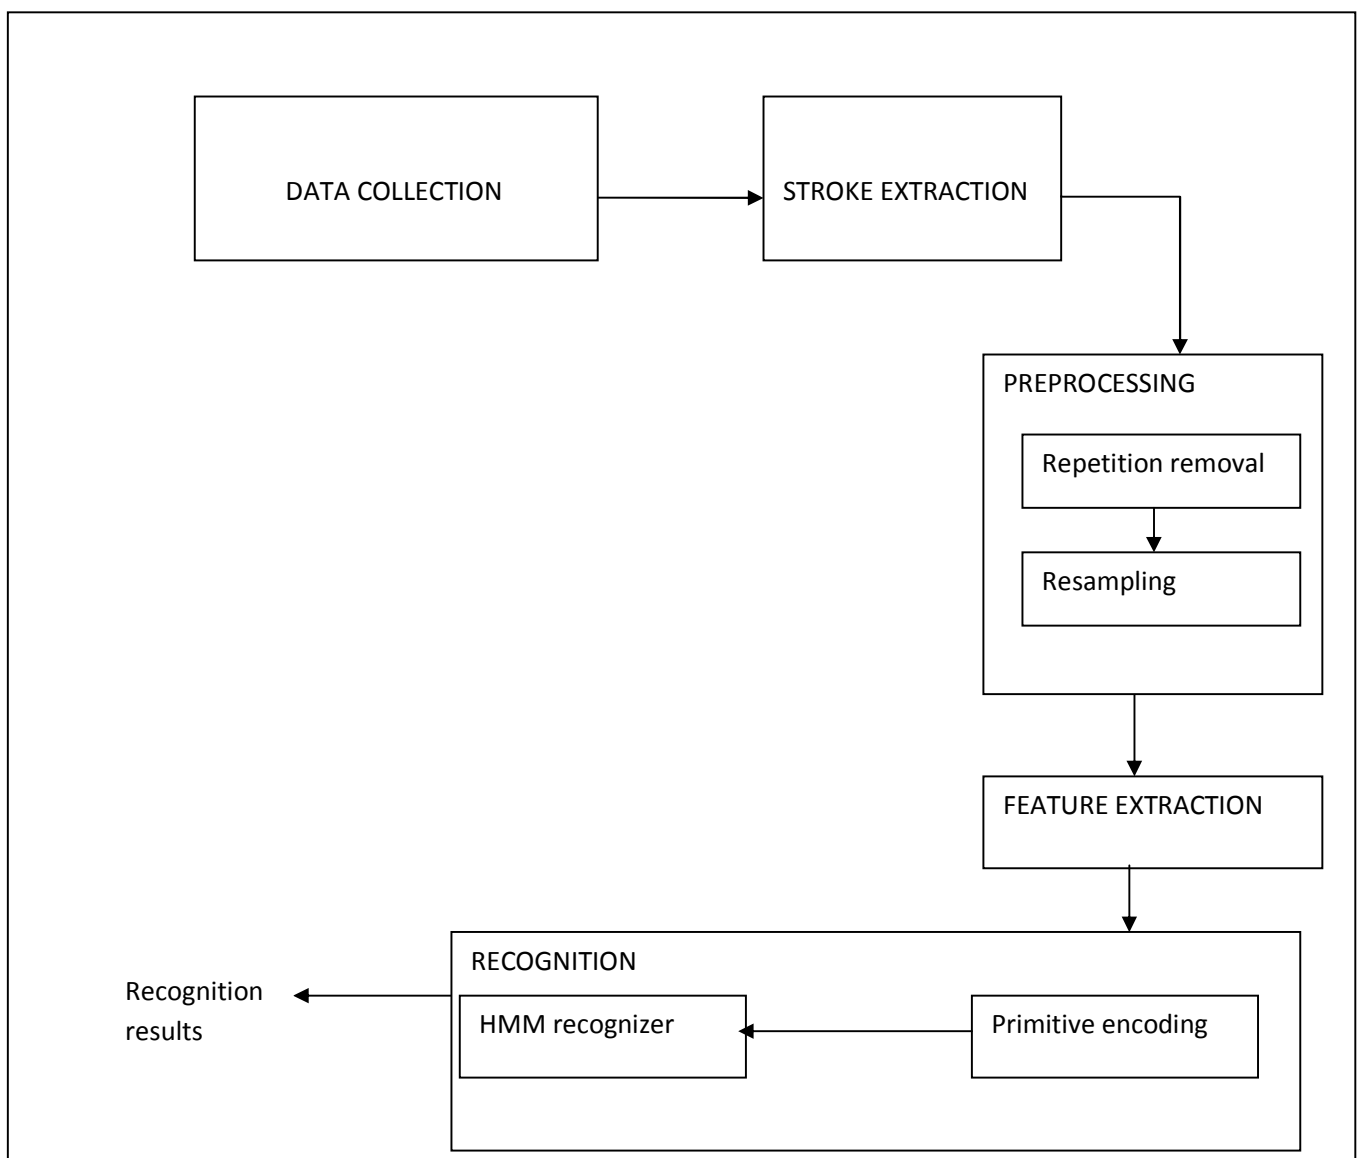 DATA COLLECTION
STROKE EXTRACTION
PREPROCESSING
Repetition removal
Resampling
FEATURE EXTRACTION
RECOGNITION
Recognition
results
HMM recognizer
Primitive encoding